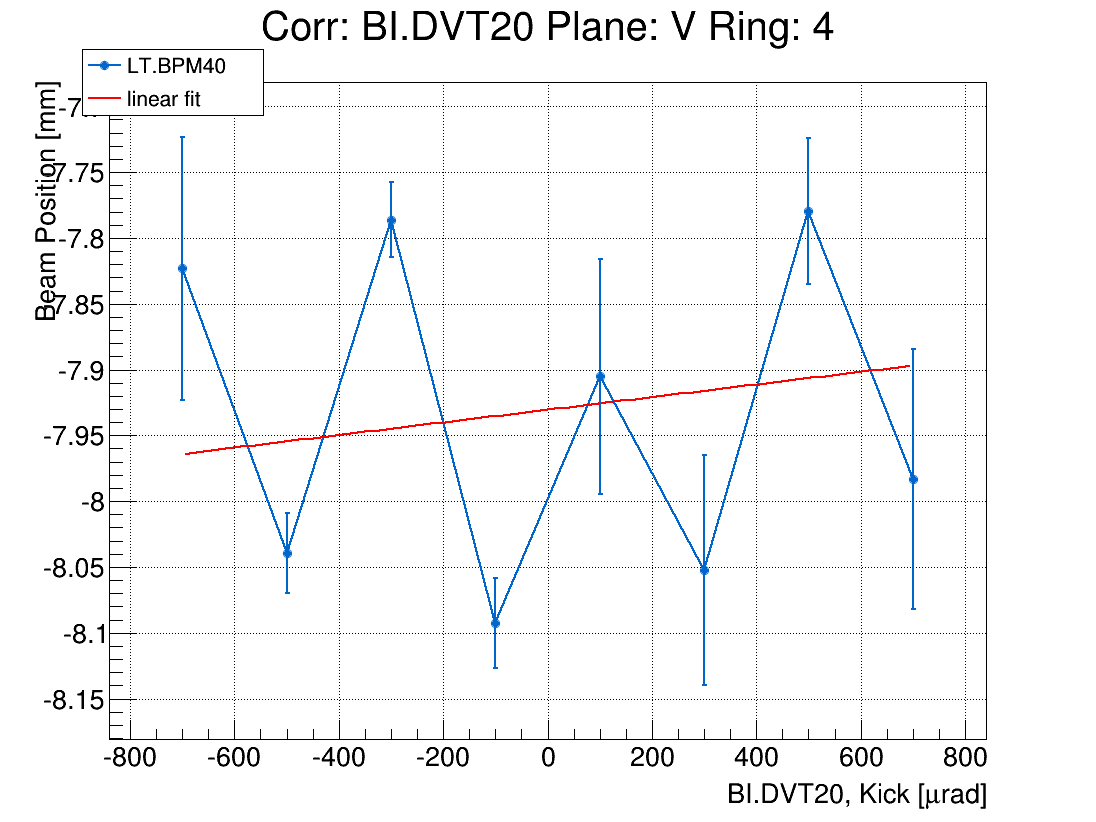 Corr: BI.DVT20 Plane: V Ring: 4
LT.BPM40
linear fit
Beam Position [mm]
-7.75
-7.8
-7.85
-7.9
-7.95
-8
-8.05
-8.1
-8.15
-800 -600 -400 -200 0 200 400 600 800
BI.DVT20, Kick [μrad]